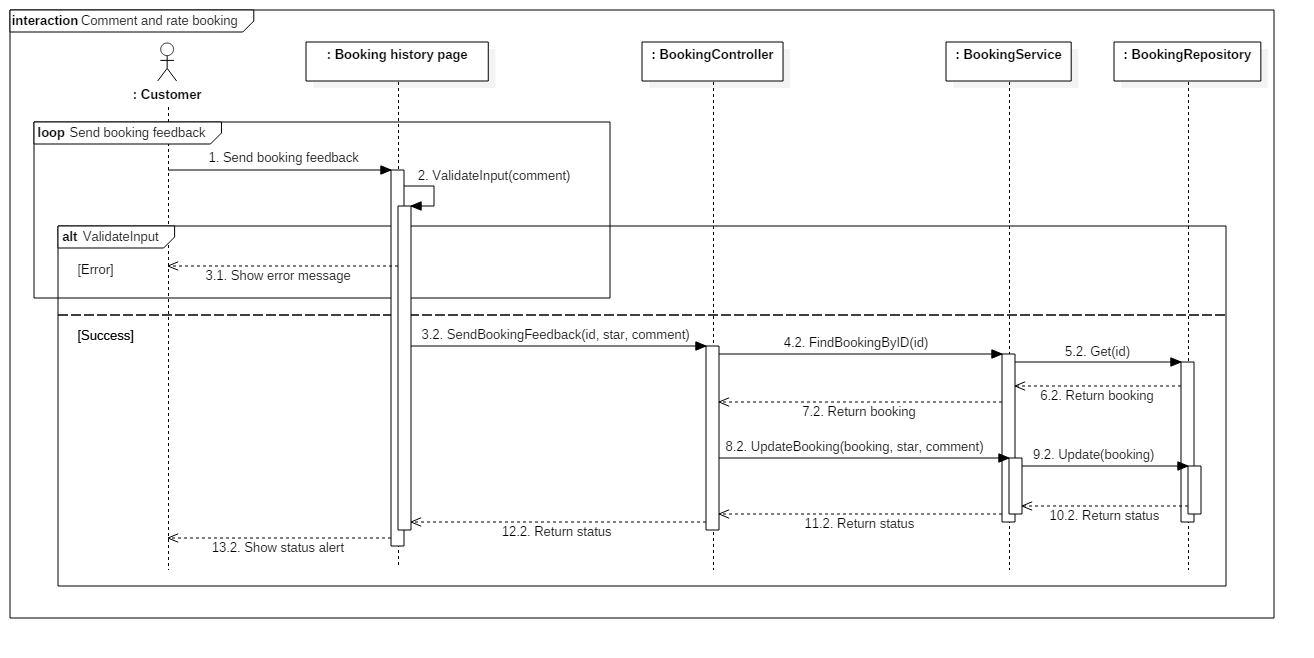 interaction Comment and rate booking
: Customer
: Booking history page
: BookingController
: BookingService
: BookingRepository
loop Send booking feedback
1. Send booking feedback
2. ValidateInput(comment)
alt ValidateInput
[Error]
3.1. Show error message
[Success]
3.2. SendBookingFeedback(id, star, comment)
4.2. FindBookingByID(id)
5.2. Get(id)
6.2. Return booking
7.2. Return booking
8.2. UpdateBooking(booking, star, comment)
9.2. Update(booking)
10.2. Return status
11.2. Return status
12.2. Return status
13.2. Show status alert